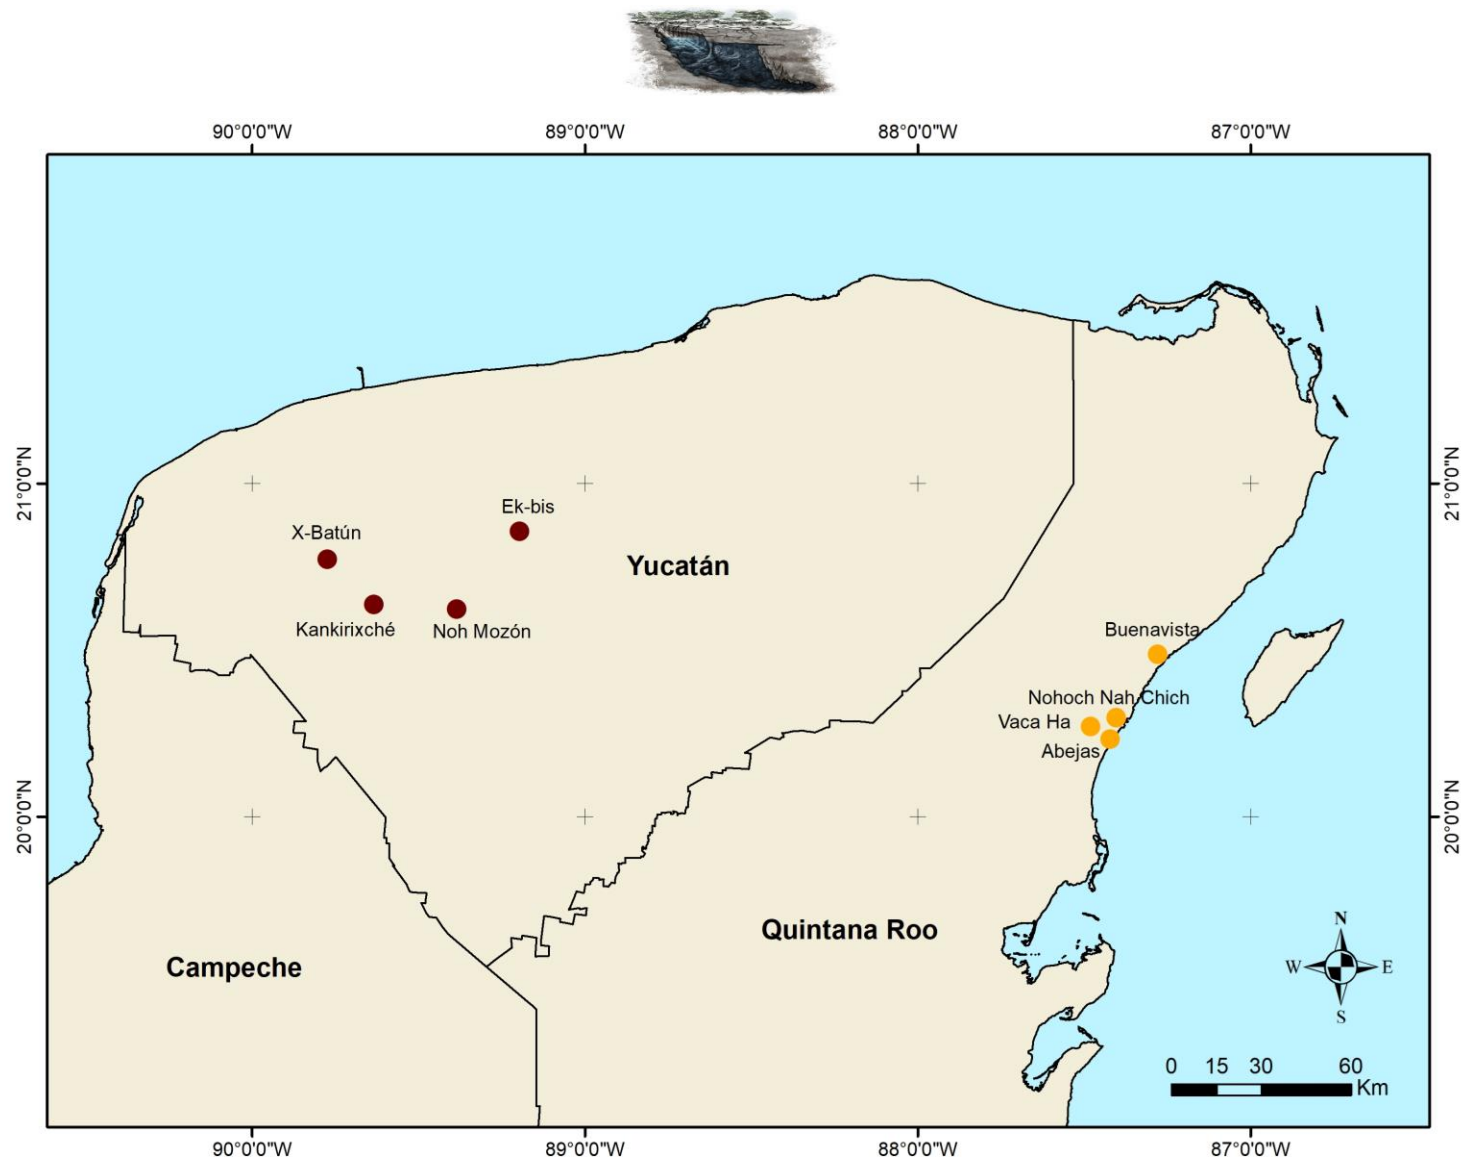 90°0'0"W 89°0'0"W 88°0'0"W 87°0'0"W
21°0'0"N 21°0'0"N
Ek-bis
X-Batún
Yucatán
Kankirixché
Noh Mozón
Buenavista
Nohoch Nah Chich
Vaca Ha
Abejas
20°0'0"N 20°0'0"N
Quintana Roo
Campeche
N
W E
S
0 15 30 60
Km
90°0'0"W 89°0'0"W 88°0'0"W 87°0'0"W